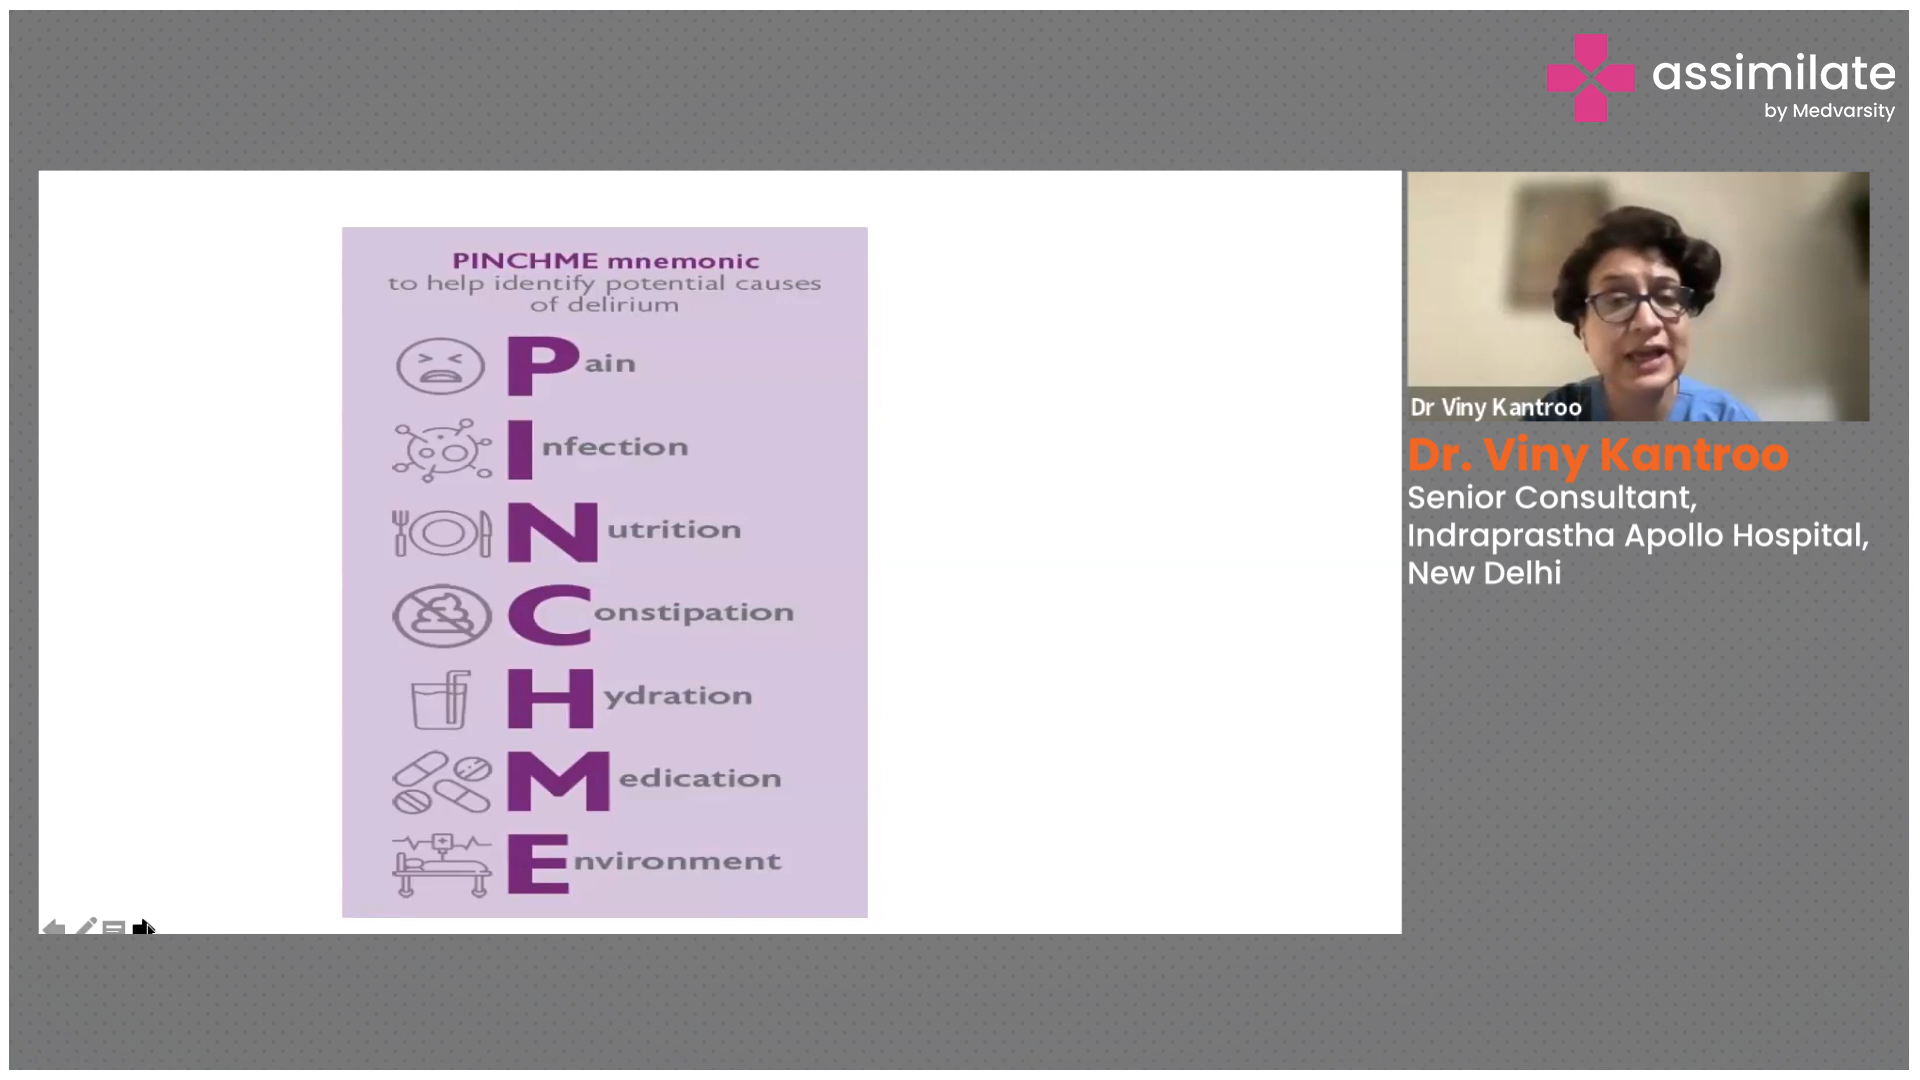 assimilate
by Medvarsity
PINCHME mnemonic
to help identify potential causes
of delirium
Pain
Infection
Nutrition
Constipation
Hydration
Medication
Environment
Dr Viny Kantroo
Dr. Viny Kantroo
Senior Consultant,
Indraprastha Apollo Hospital,
New Delhi